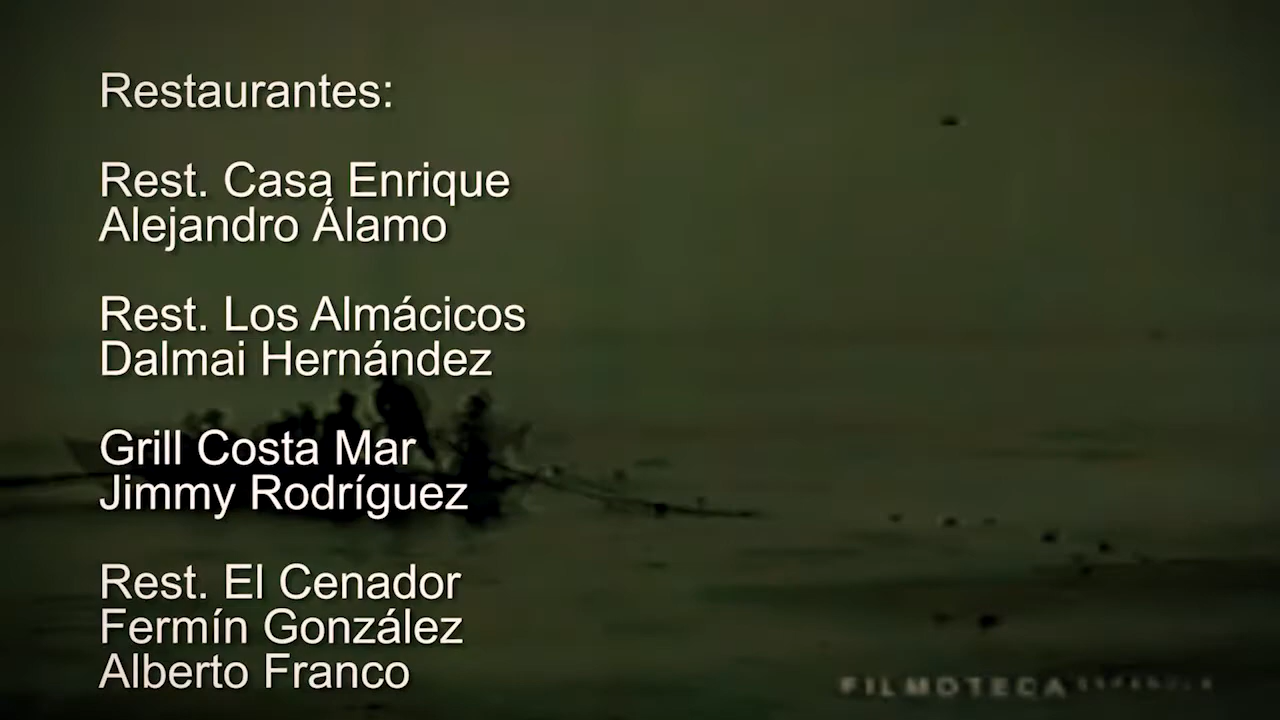 Restaurantes:
Rest. Casa Enrique
Alejandro Álamo
Rest. Los Almácicos
Dalmai Hernández
Grill Costa Mar
Jimmy Rodríguez
Rest. El Cenador
Fermín González
Alberto Franco
FILMOTECA ESPAÑOLA